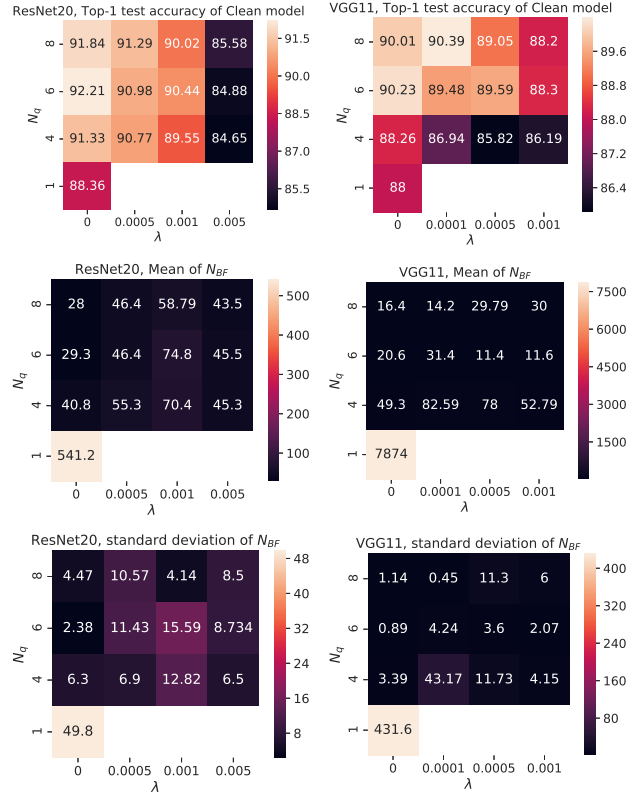 ResNet20, Top-1 test accuracy of Clean model
8 91.84 91.29 90.02 85.58
6 92.21 90.98 90.44 84.88
4 91.33 90.77 89.55 84.65
1 88.36
N_q
0 0.0005 0.001 0.005
λ
91.5
90.0
88.5
87.0
85.5
VGG11, Top-1 test accuracy of Clean model
8 90.01 90.39 89.05 88.2
6 90.23 89.48 89.59 88.3
4 88.26 86.94 85.82 86.19
1 88
0 0.0001 0.0005 0.001
λ
90.4
89.6
88.8
88.0
87.2
86.4
ResNet20, Mean of N_BF
8 28 46.4 58.79 43.5
6 29.3 46.4 74.8 45.5
4 40.8 55.3 70.4 45.3
1 541.2
N_q
0 0.0005 0.001 0.005
λ
500
400
300
200
100
VGG11, Mean of N_BF
8 16.4 14.2 29.79 30
6 20.6 31.4 11.4 11.6
4 49.3 82.59 78 52.79
1 7874
N_q
0 0.0001 0.0005 0.001
λ
7500
6000
4500
3000
1500
ResNet20, standard deviation of N_BF
8 4.47 10.57 4.14 8.5
6 2.38 11.43 15.59 8.734
4 6.3 6.9 12.82 6.5
1 49.8
N_q
0 0.0005 0.001 0.005
λ
48
40
32
24
16
8
VGG11, standard deviation of N_BF
8 1.14 0.45 11.3 6
6 0.89 4.24 3.6 2.07
4 3.39 43.17 11.73 4.15
1 431.6
N_q
0 0.0001 0.0005 0.001
λ
400
320
240
160
80